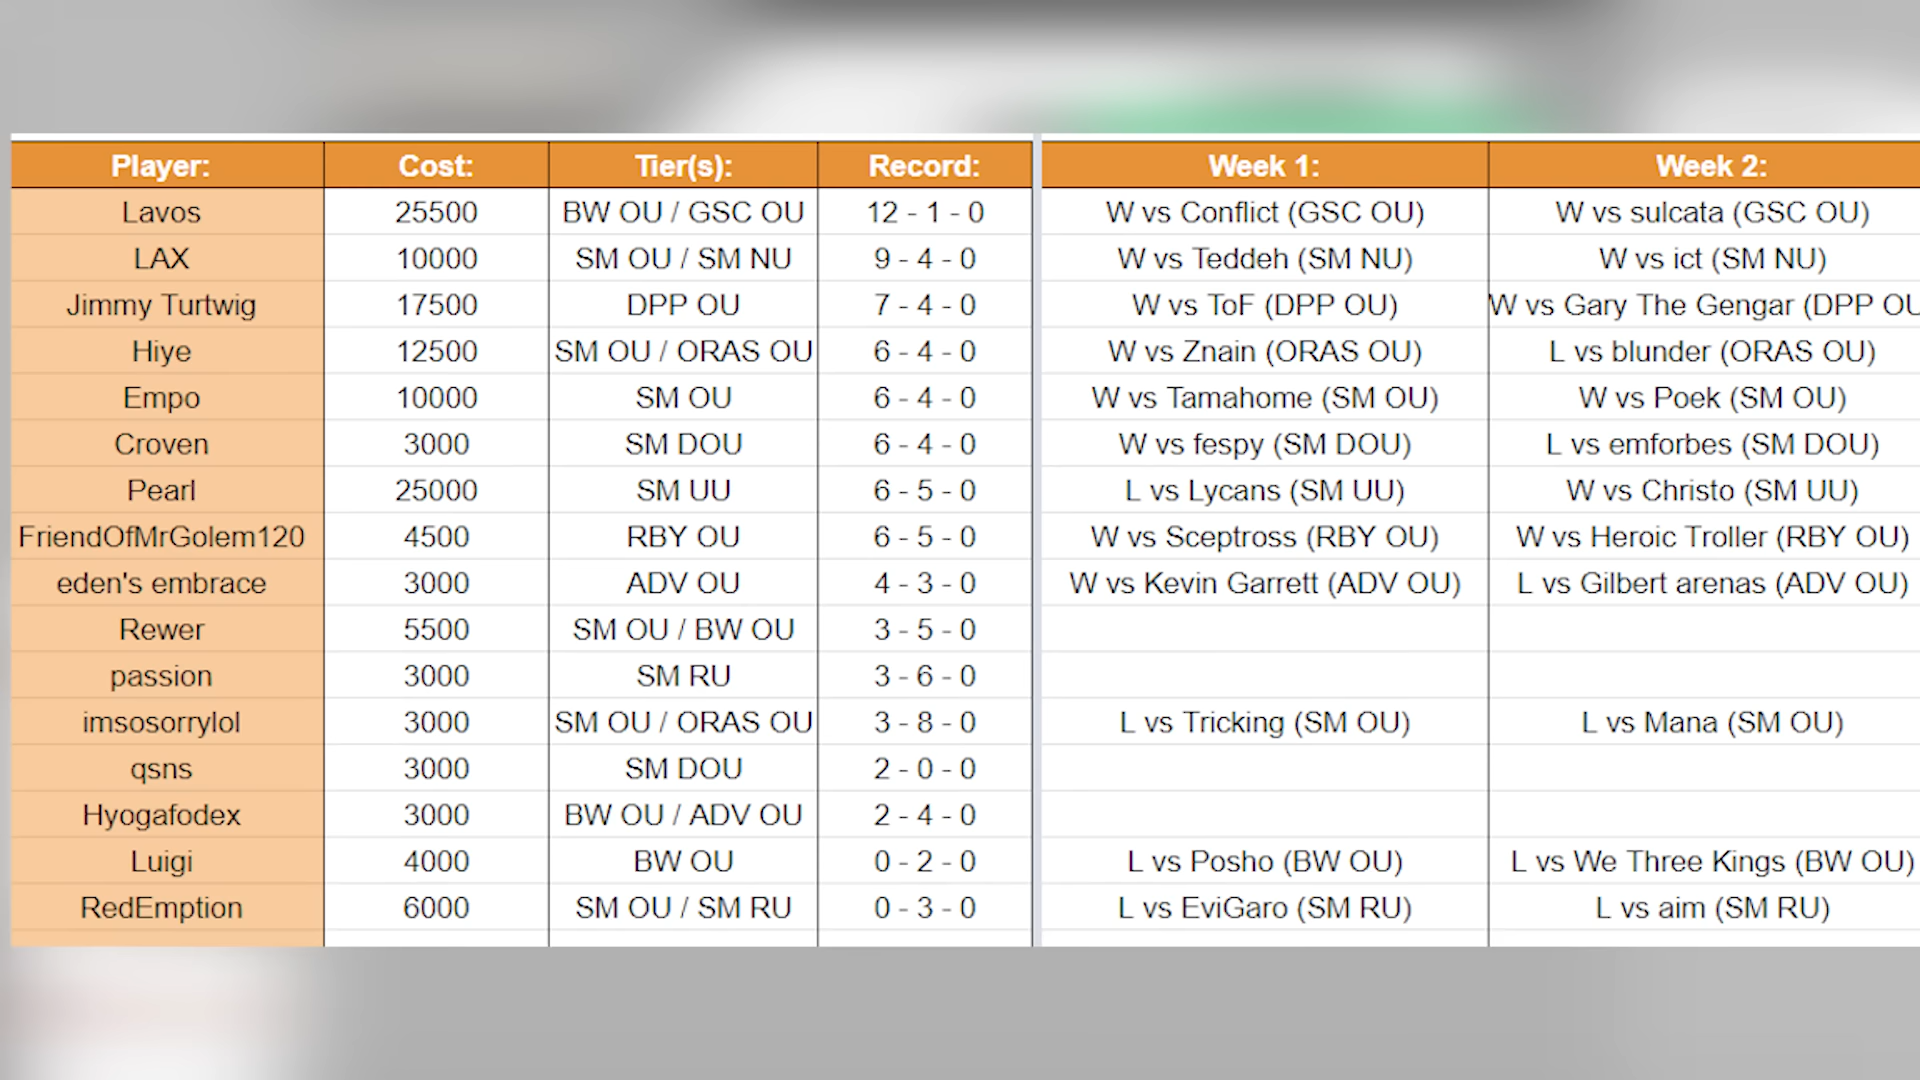 Player: Cost: Tier(s): Record: Week 1: Week 2:
Lavos 25500 BW OU / GSC OU 12 - 1 - 0 W vs Conflict (GSC OU) W vs sulcata (GSC OU)
LAX 10000 SM OU / SM NU 9 - 4 - 0 W vs Teddeh (SM NU) W vs ict (SM NU)
Jimmy Turtwig 17500 DPP OU 7 - 4 - 0 W vs ToF (DPP OU) W vs Gary The Gengar (DPP OU
Hiye 12500 SM OU / ORAS OU 6 - 4 - 0 W vs Znain (ORAS OU) L vs blunder (ORAS OU)
Empo 10000 SM OU 6 - 4 - 0 W vs Tamahome (SM OU) W vs Poek (SM OU)
Croven 3000 SM DOU 6 - 4 - 0 W vs fespy (SM DOU) L vs emforbes (SM DOU)
Pearl 25000 SM UU 6 - 5 - 0 L vs Lycans (SM UU) W vs Christo (SM UU)
FriendOfMrGolem120 4500 RBY OU 6 - 5 - 0 W vs Sceptross (RBY OU) W vs Heroic Troller (RBY OU)
eden's embrace 3000 ADV OU 4 - 3 - 0 W vs Kevin Garrett (ADV OU) L vs Gilbert arenas (ADV OU)
Rewer 5500 SM OU / BW OU 3 - 5 - 0
passion 3000 SM RU 3 - 6 - 0
imsosorrylol 3000 SM OU / ORAS OU 3 - 8 - 0 L vs Tricking (SM OU) L vs Mana (SM OU)
qsns 3000 SM DOU 2 - 0 - 0
Hyogafodex 3000 BW OU / ADV OU 2 - 4 - 0
Luigi 4000 BW OU 0 - 2 - 0 L vs Posho (BW OU) L vs We Three Kings (BW OU)
RedEmption 6000 SM OU / SM RU 0 - 3 - 0 L vs EviGaro (SM RU) L vs aim (SM RU)